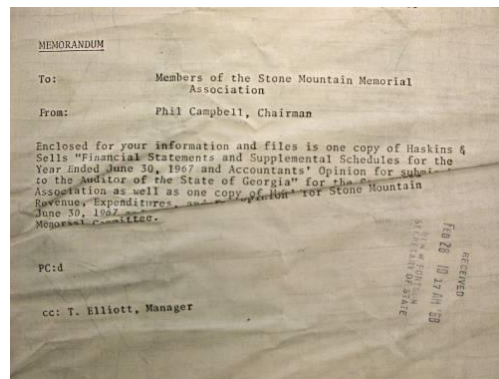 MEMORANDUM
To: Members of the Stone Mountain Memorial
Association
From: Phil Campbell, Chairman
Enclosed for your information and files is one copy of Haskins &
Sells "Financial Statements and Supplemental Schedules for the
Year Ended June 30, 1967 and Accountants' Opinion for
to the Auditor of the State of Georgia" for the
Association as well as one copy of for Stone Mountain
Revenue, Expenditures,
June 30, 1967
Memorial Committee.
PC:d
cc: T. Elliott, Manager
RECEIVED
FEB 26 10 17 AM '68
SECRETARY OF STATE